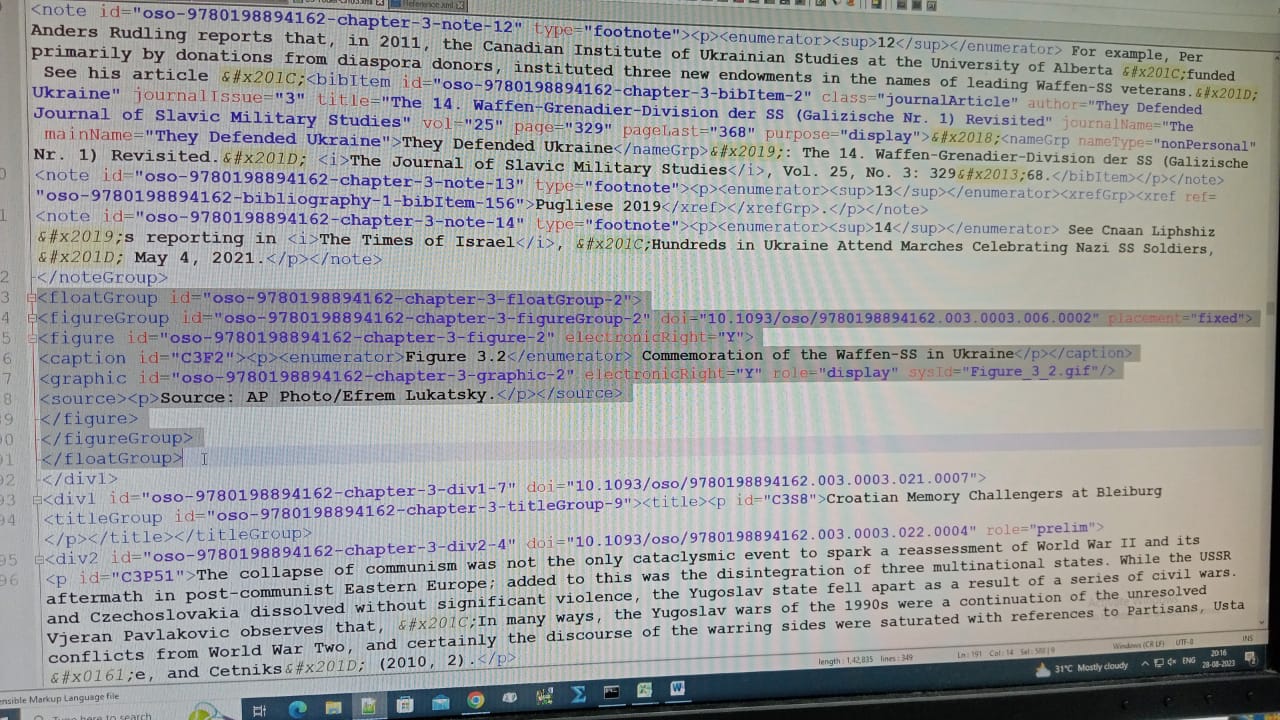 <note id="oso-9780198894162-chapter-3-note-12" type="footnote"><p><enumerator><sup>12</sup></enumerator> For example, Per
Anders Rudling reports that, in 2011, the Canadian Institute of Ukrainian Studies at the University of Alberta &#x201C;funded
primarily by donations from diaspora donors, instituted three new endowments in the names of leading Waffen-SS veterans.&#x201D;
See his article &#x201C;<bibItem id="oso-9780198894162-chapter-3-bibItem-2" class="journalArticle" author="They Defended
Ukraine" journalIssue="3" title="The 14. Waffen-Grenadier-Division der SS (Galizische Nr. 1) Revisited" journalName="The
Journal of Slavic Military Studies" vol="25" page="329" pageLast="368" purpose="display">&#x2018;<nameGrp nameType="nonPersonal"
mainName="They Defended Ukraine">They Defended Ukraine</nameGrp>&#x2019;: The 14. Waffen-Grenadier-Division der SS (Galizische
Nr. 1) Revisited.&#x201D; <i>The Journal of Slavic Military Studies</i>, Vol. 25, No. 3: 329&#x2013;68.</bibItem></p></note>
<note id="oso-9780198894162-chapter-3-note-13" type="footnote"><p><enumerator><sup>13</sup></enumerator><xrefGrp><xref ref=
"oso-9780198894162-bibliography-1-bibItem-156">Pugliese 2019</xref></xrefGrp>.</p></note>
<note id="oso-9780198894162-chapter-3-note-14" type="footnote"><p><enumerator><sup>14</sup></enumerator> See Cnaan Liphshiz
&#x2019;s reporting in <i>The Times of Israel</i>, &#x201C;Hundreds in Ukraine Attend Marches Celebrating Nazi SS Soldiers,
&#x201D; May 4, 2021.</p></note>
</noteGroup>
<floatGroup id="oso-9780198894162-chapter-3-floatGroup-2">
<figureGroup id="oso-9780198894162-chapter-3-figureGroup-2" doi="10.1093/oso/9780198894162.003.0003.006.0002" placement="fixed">
<figure id="oso-9780198894162-chapter-3-figure-2" electronicRight="Y">
<caption id="C3F2"><p><enumerator>Figure 3.2</enumerator> Commemoration of the Waffen-SS in Ukraine</p></caption>
<graphic id="oso-9780198894162-chapter-3-graphic-2" electronicRight="Y" role="display" sysId="Figure_3_2.gif"/>
<source><p>Source: AP Photo/Efrem Lukatsky.</p></source>
</figure>
</figureGroup>
</floatGroup>
</div1>
<div1 id="oso-9780198894162-chapter-3-div1-7" doi="10.1093/oso/9780198894162.003.0003.021.0007">
<titleGroup id="oso-9780198894162-chapter-3-titleGroup-9"><title><p id="C3S8">Croatian Memory Challengers at Bleiburg
</p></title></titleGroup>
<div2 id="oso-9780198894162-chapter-3-div2-4" doi="10.1093/oso/9780198894162.003.0003.022.0004" role="prelim">
<p id="C3P51">The collapse of communism was not the only cataclysmic event to spark a reassessment of World War II and its
aftermath in post-communist Eastern Europe; added to this was the disintegration of three multinational states. While the USSR
and Czechoslovakia dissolved without significant violence, the Yugoslav state fell apart as a result of a series of civil wars.
Vjeran Pavlakovic observes that, &#x201C;In many ways, the Yugoslav wars of the 1990s were a continuation of the unresolved
conflicts from World War Two, and certainly the discourse of the warring sides were saturated with references to Partisans, Usta
&#x0161;e, and Cetniks&#x201D; (2010, 2).</p>
length : 1,42,835 lines : 349
Ln : 191 Col : 14
Windows (CR LF) UTF-8 INS
ensible Markup Language file
Type here to search
31°C Mostly cloudy
ENG
20:16
28-08-2023